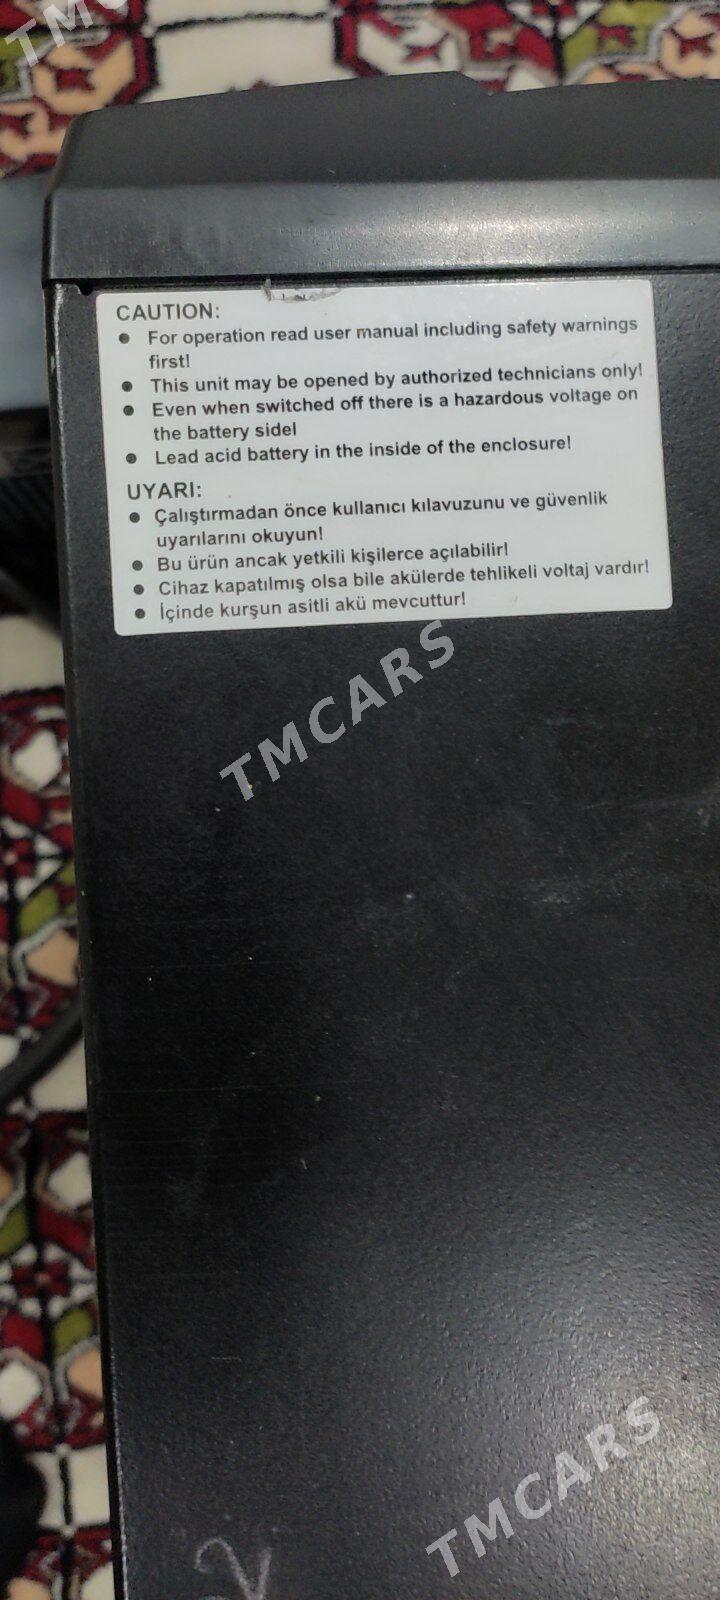 CAUTION:
● For operation read user manual including safety warnings
first!
● This unit may be opened by authorized technicians only!
● Even when switched off there is a hazardous voltage on
the battery sidel
● Lead acid battery in the inside of the enclosure!
UYARI:
● Çalıştırmadan önce kullanıcı kılavuzunu ve güvenlik
uyarılarını okuyun!
● Bu ürün ancak yetkili kişilerce açılabilir!
● Cihaz kapatılmış olsa bile akülerde tehlikeli voltaj vardır!
● İçinde kurşun asitli akü mevcuttur!
TMCARS
TMCARS